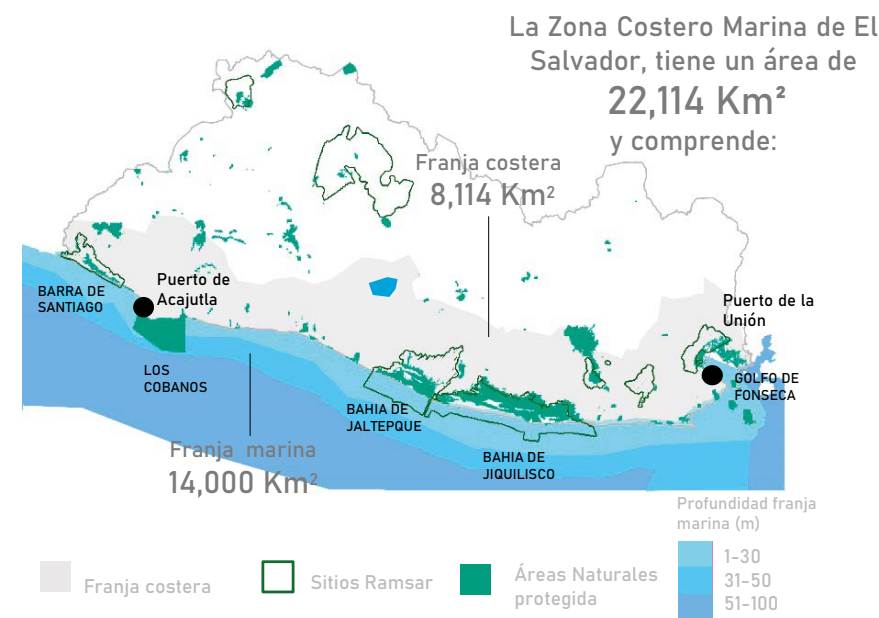 La Zona Costero Marina de El
Salvador, tiene un área de
22,114 Km²
y comprende:
Franja costera
8,114 Km²
Puerto de
Acajutla
BARRA DE
SANTIAGO
Puerto de la
Unión
LOS
COBANOS
GOLFO DE
FONSECA
BAHIA DE
JALTEPQUE
Franja marina
14,000 Km²
BAHIA DE
JIQUILISCO
Profundidad franja
marina (m)
1-30
31-50
51-100
Franja costera
Sitios Ramsar
Áreas Naturales
protegida